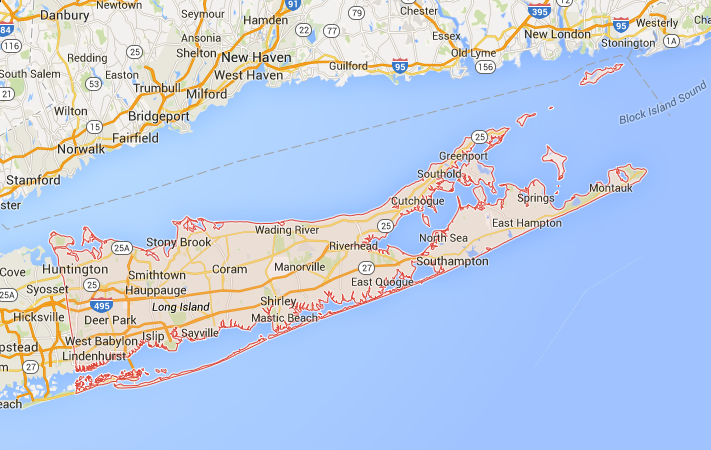 Newtown
Danbury
Seymour
Hamden
91
79
Chester
395
95
Westerly
84
116
Ansonia
22
77
Essex
New London
Stonington
1A
Redding
25
Shelton
New Haven
Old Lyme
South Salem
Easton
West Haven
Guilford
95
156
21
53
Trumbull
Milford
Block Island Sound
Wilton
15
Bridgeport
Fairfield
Norwalk
25
Greenport
Stamford
Southold
Montauk
ster
Cutchogue
Springs
Wading River
25
East Hampton
Stony Brook
25A
Riverhead
North Sea
Cove
Huntington
Smithtown
Coram
Manorville
27
Southampton
Syosset
25
Hauppauge
East Quogue
25A
495
Long Island
Shirley
Hicksville
Deer Park
Mastic Beach
pstead
West Babylon
Islip
Sayville
Lindenhurst
m
27
each